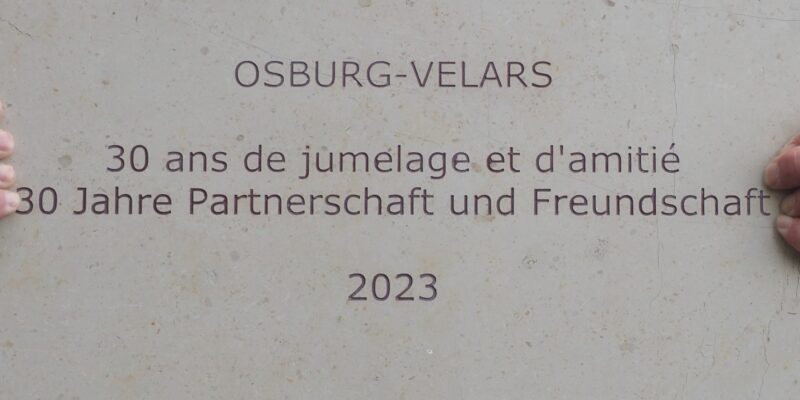 OSBURG-VELARS
30 ans de jumelage et d'amitié
30 Jahre Partnerschaft und Freundschaft
2023